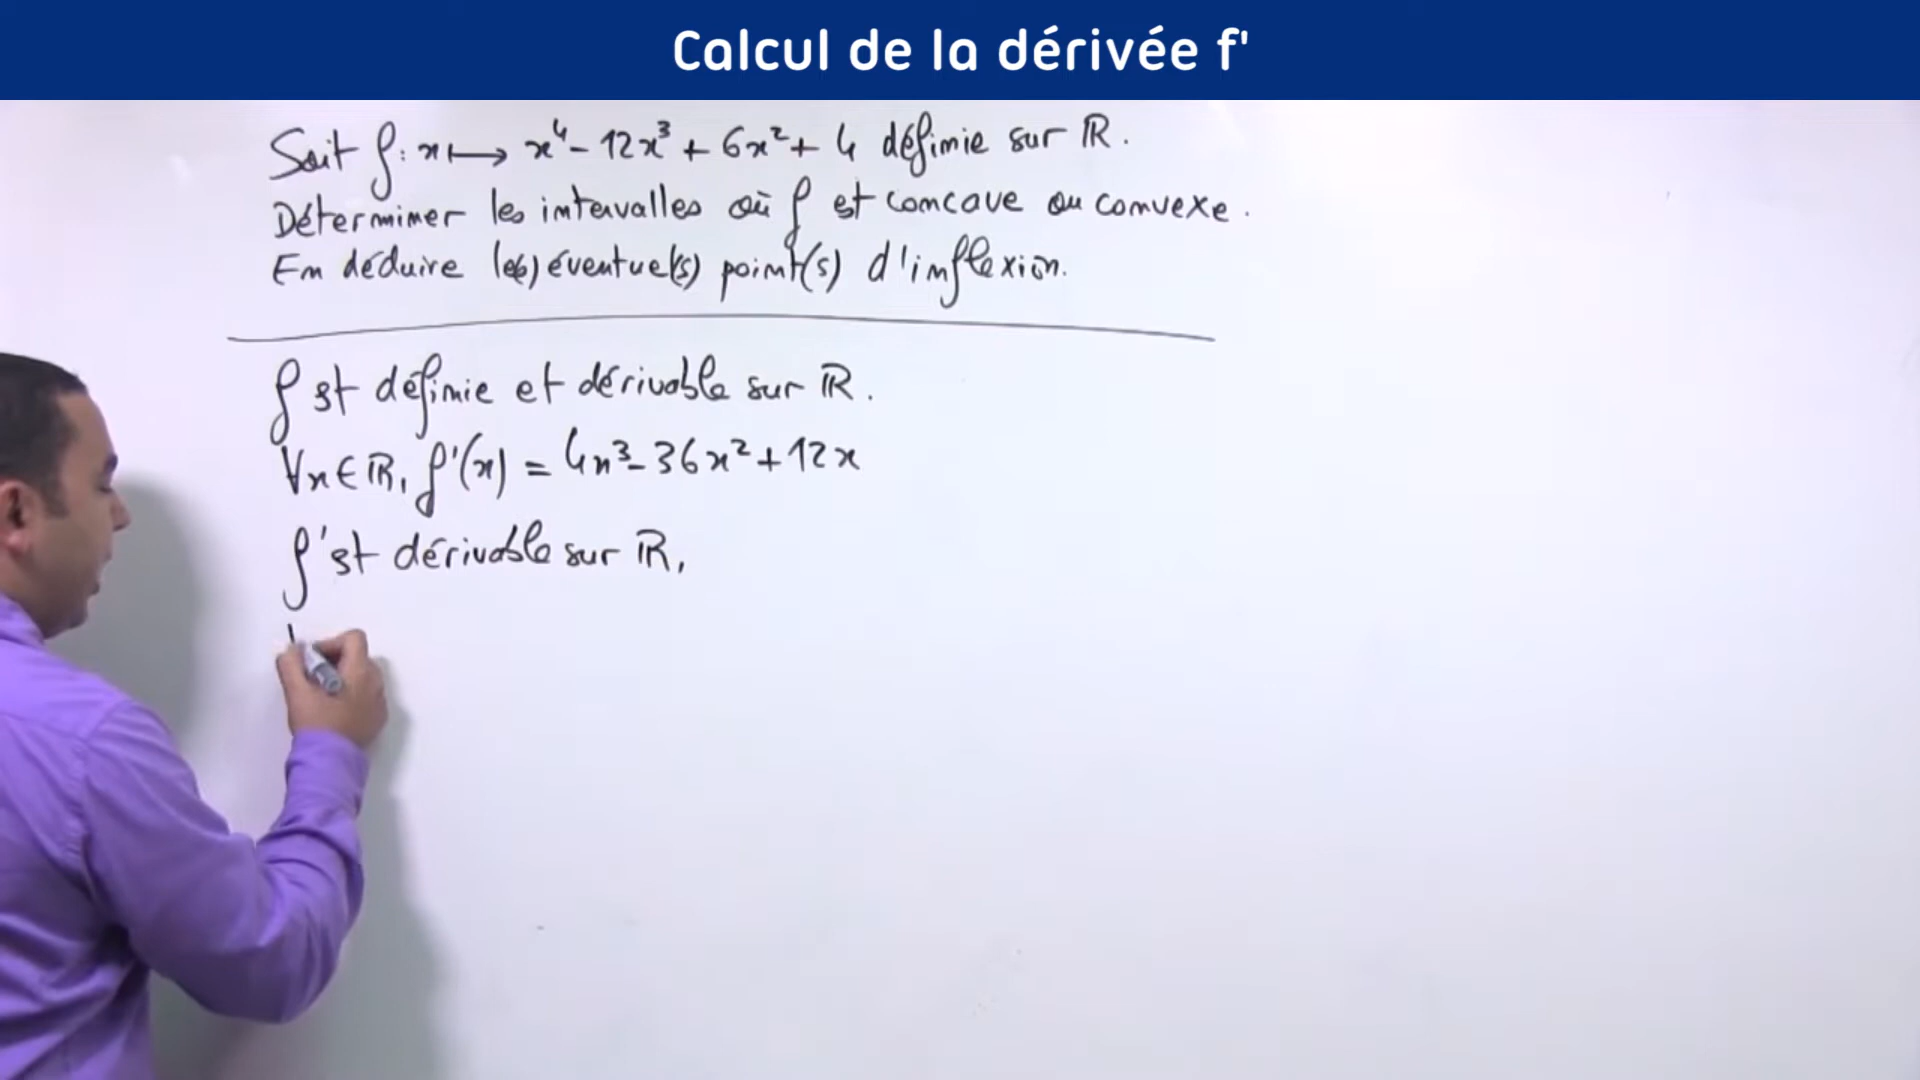 Calcul de la dérivée f'
Soit f: x ⟼ x⁴ - 12x³ + 6x² + 4 définie sur ℝ.
Déterminer les intervalles où f est concave ou convexe.
En déduire le(s) éventuel(s) point(s) d'inflexion.
f est définie et dérivable sur ℝ.
∀x ∈ ℝ, f'(x) = 4x³ - 36x² + 12x
f' est dérivable sur ℝ,